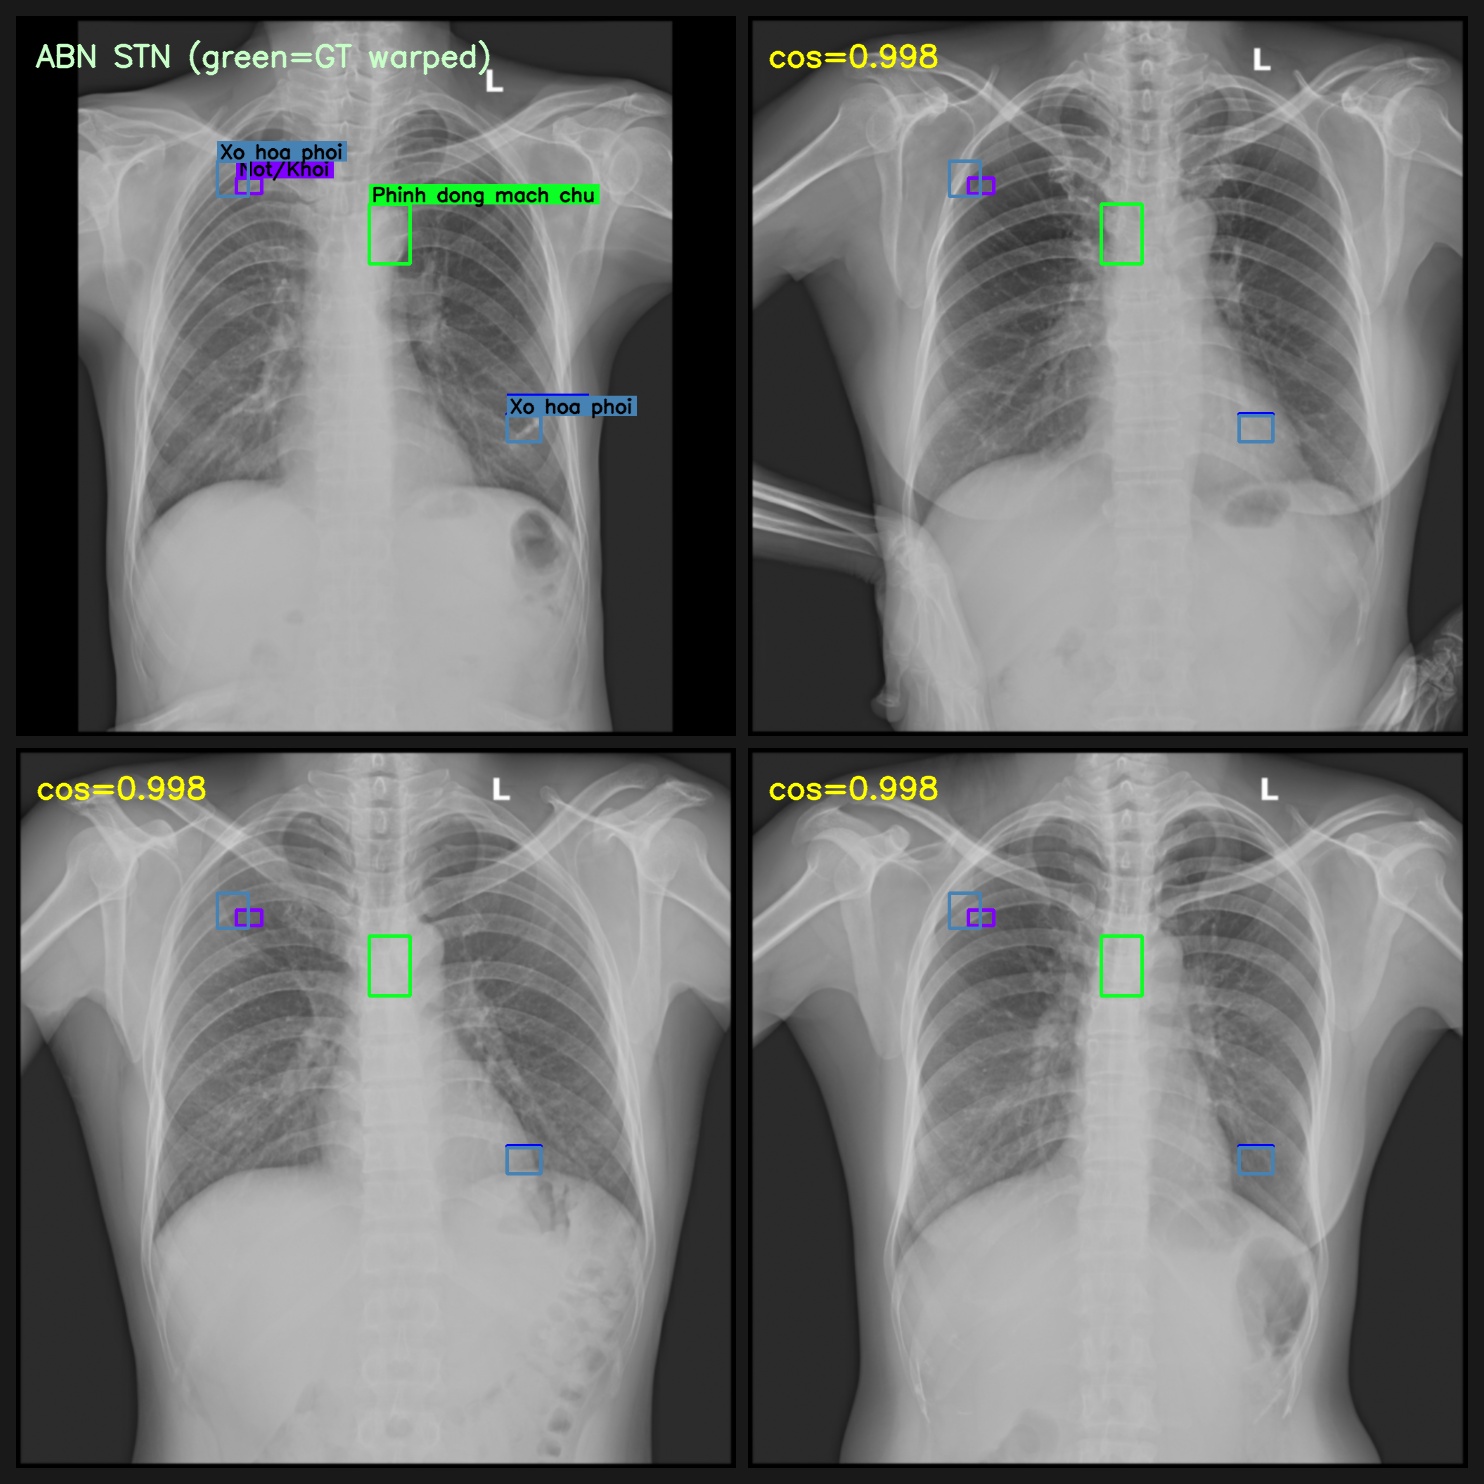 ABN STN (green=GT warped)
L
Xo hoa phoi
Not/Khoi
Phinh dong mach chu
Xo hoa phoi
cos=0.998
L
cos=0.998
L
cos=0.998
L